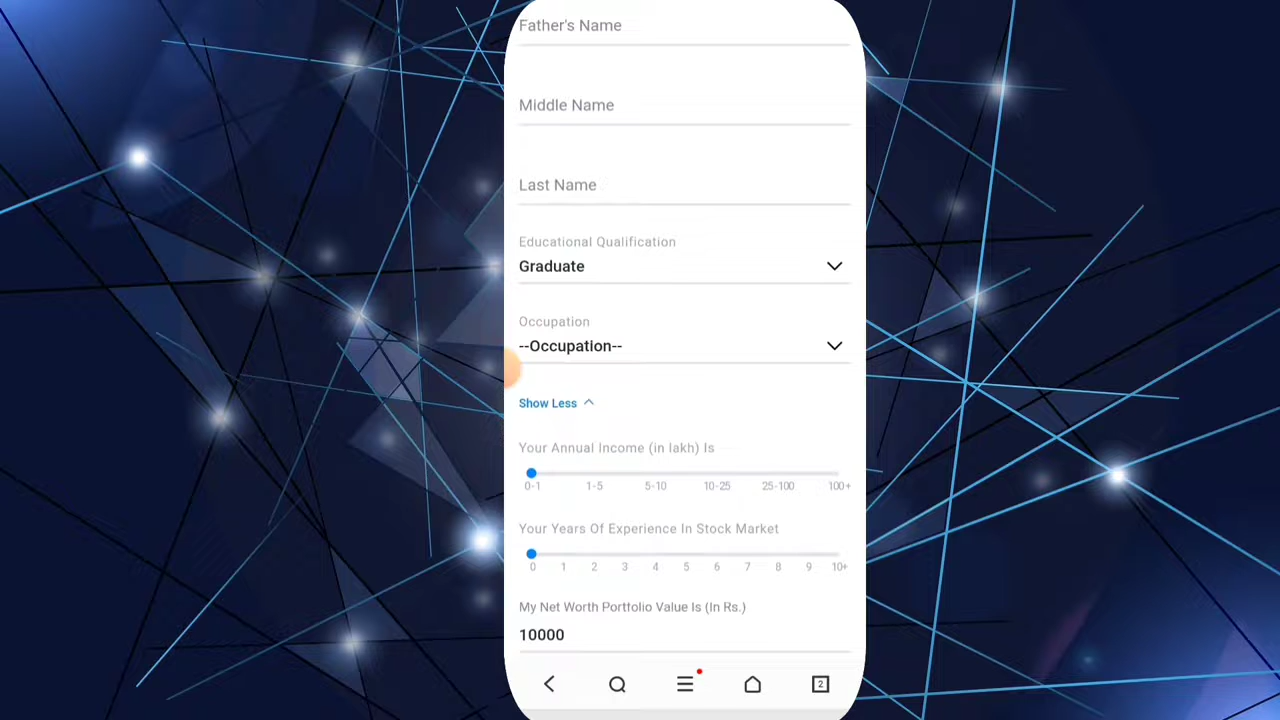 Father's Name
Middle Name
Last Name
Educational Qualification
Graduate
Occupation
--Occupation--
Show Less
Your Annual Income (in lakh) Is
0-1 1-5 5-10 10-25 25-100 100+
Your Years Of Experience In Stock Market
0 1 2 3 4 5 6 7 8 9 10+
My Net Worth Portfolio Value Is (In Rs.)
10000
2